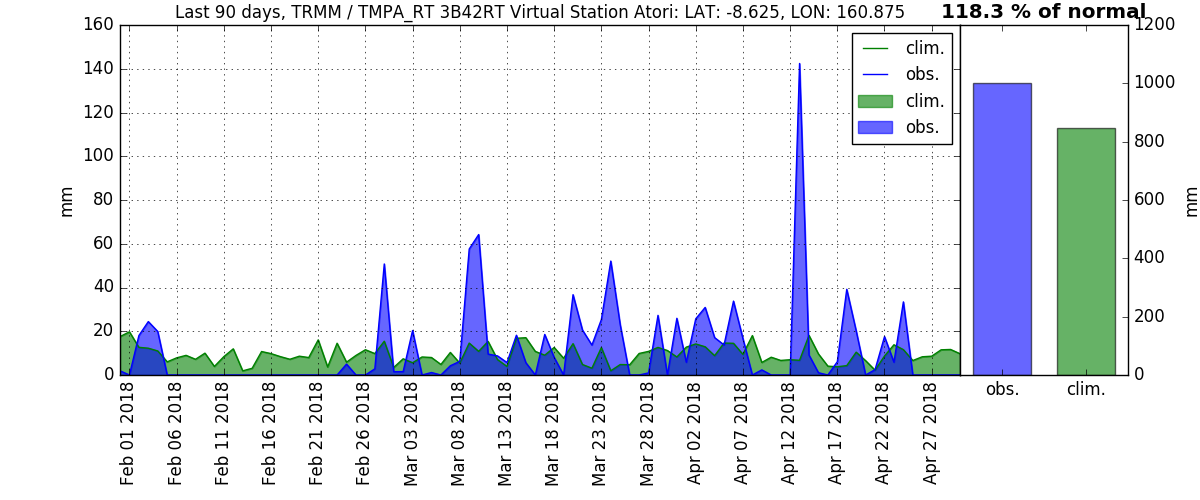 Last 90 days, TRMM / TMPA_RT 3B42RT Virtual Station Atori: LAT: -8.625, LON: 160.875
118.3 % of normal
160
140
120
100
80
60
40
20
0
mm
clim.
obs.
clim.
obs.
1200
1000
800
600
400
200
0
mm
Feb 01 2018
Feb 06 2018
Feb 11 2018
Feb 16 2018
Feb 21 2018
Feb 26 2018
Mar 03 2018
Mar 08 2018
Mar 13 2018
Mar 18 2018
Mar 23 2018
Mar 28 2018
Apr 02 2018
Apr 07 2018
Apr 12 2018
Apr 17 2018
Apr 22 2018
Apr 27 2018
obs.
clim.